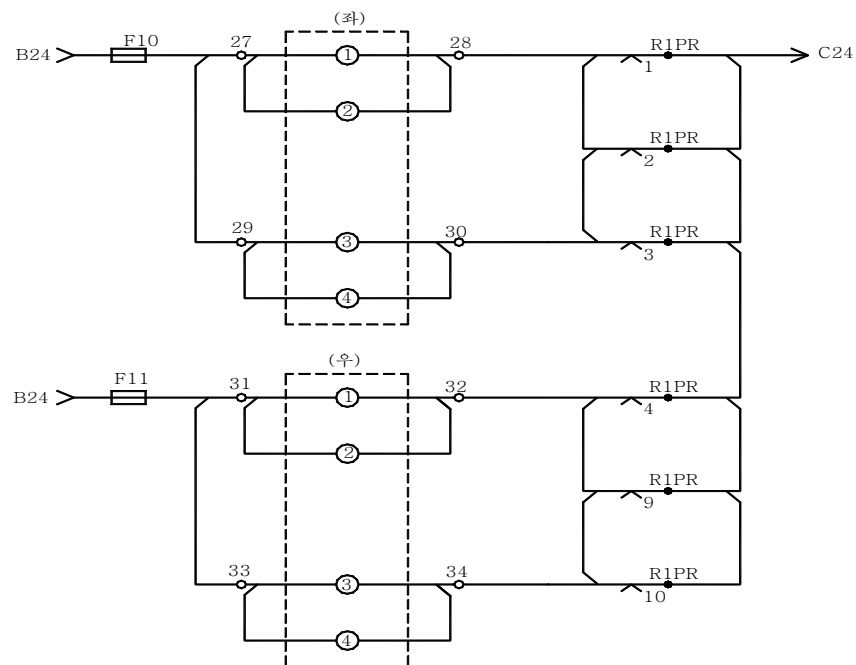 (좌)
B24 F10 27 1 28 R1PR 1 C24
2 R1PR 2
29 3 30 R1PR 3
4
(우)
B24 F11 31 1 32 R1PR 4
2
R1PR 9
33 3 34 R1PR 10
4